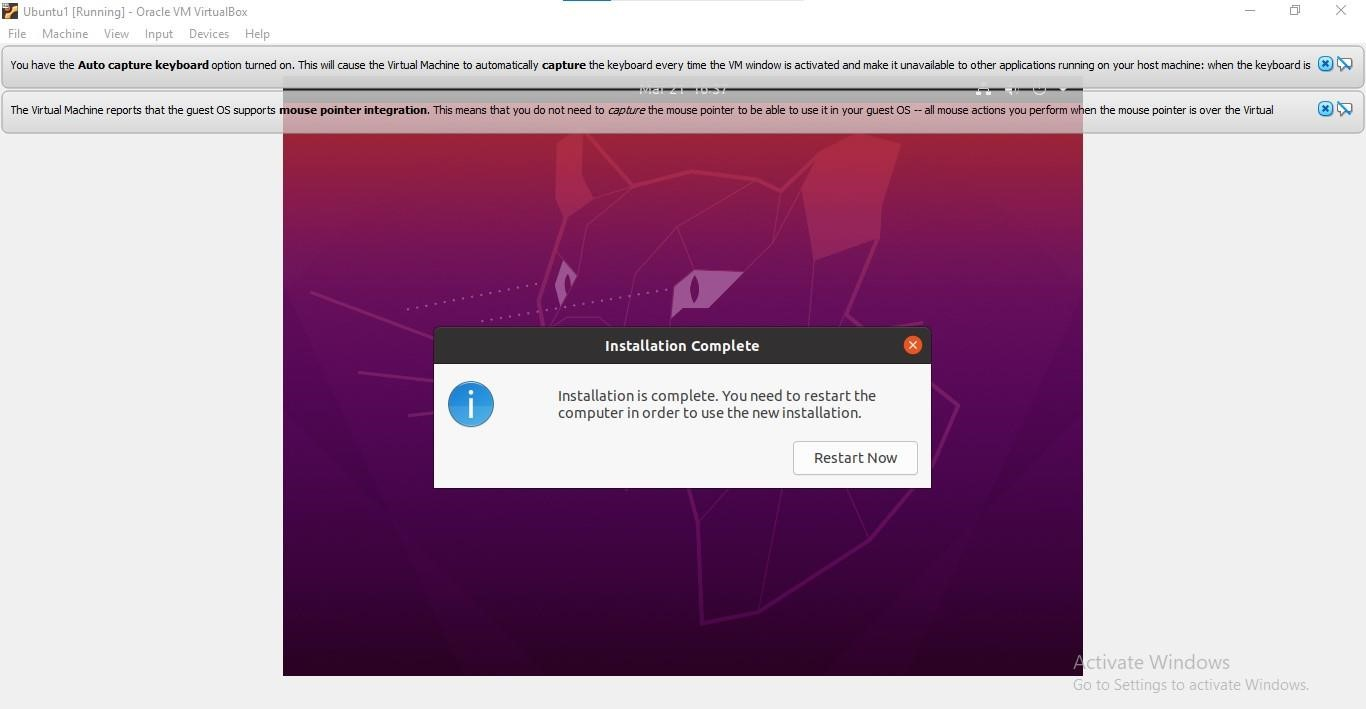 Ubuntu1 [Running] - Oracle VM VirtualBox
File Machine View Input Devices Help
You have the Auto capture keyboard option turned on. This will cause the Virtual Machine to automatically capture the keyboard every time the VM window is activated and make it unavailable to other applications running on your host machine: when the keyboard is
Mar 21 16:37
The Virtual Machine reports that the guest OS supports mouse pointer integration. This means that you do not need to capture the mouse pointer to be able to use it in your guest OS -- all mouse actions you perform when the mouse pointer is over the Virtual
Installation Complete
Installation is complete. You need to restart the
computer in order to use the new installation.
Restart Now
Activate Windows
Go to Settings to activate Windows.